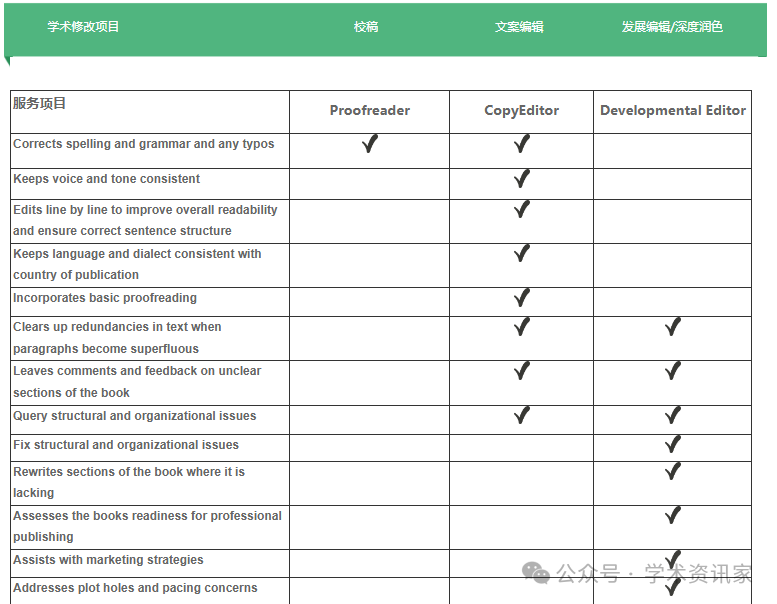 学术修改项目 校稿 文案编辑 发展编辑/深度润色
服务项目 Proofreader CopyEditor Developmental Editor
Corrects spelling and grammar and any typos ✔ ✔
Keeps voice and tone consistent ✔
Edits line by line to improve overall readability
and ensure correct sentence structure ✔
Keeps language and dialect consistent with
country of publication ✔
Incorporates basic proofreading ✔
Clears up redundancies in text when
paragraphs become superfluous ✔ ✔
Leaves comments and feedback on unclear
sections of the book ✔ ✔
Query structural and organizational issues ✔ ✔
Fix structural and organizational issues ✔
Rewrites sections of the book where it is
lacking ✔
Assesses the books readiness for professional
publishing ✔
Assists with marketing strategies ✔
公众号 · 学术资讯家
Addresses plot holes and pacing concerns ✔